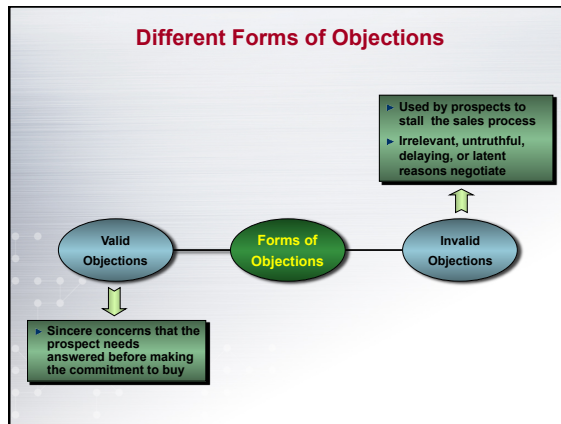 Different Forms of Objections
► Used by prospects to
stall the sales process
► Irrelevant, untruthful,
delaying, or latent
reasons negotiate
Valid
Objections
Forms of
Objections
Invalid
Objections
► Sincere concerns that the
prospect needs
answered before making
the commitment to buy